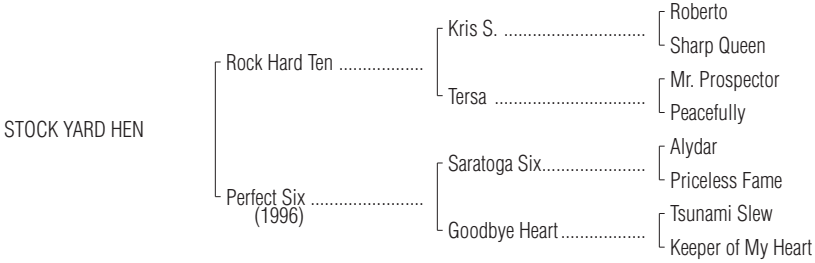 Roberto
Kris S. ..............................
Sharp Queen
Rock Hard Ten ..................
Mr. Prospector
Tersa ................................
Peacefully
STOCK YARD HEN
Alydar
Saratoga Six......................
Priceless Fame
Perfect Six ........................
(1996)
Tsunami Slew
Goodbye Heart..................
Keeper of My Heart